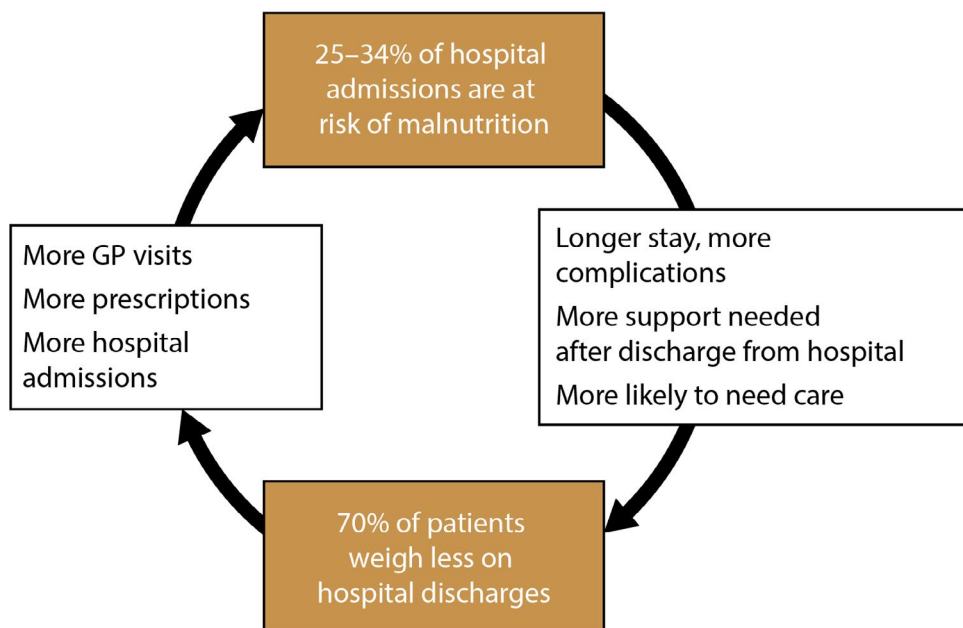 25–34% of hospital
admissions are at
risk of malnutrition
Longer stay, more
complications
More support needed
after discharge from hospital
More likely to need care
70% of patients
weigh less on
hospital discharges
More GP visits
More prescriptions
More hospital
admissions